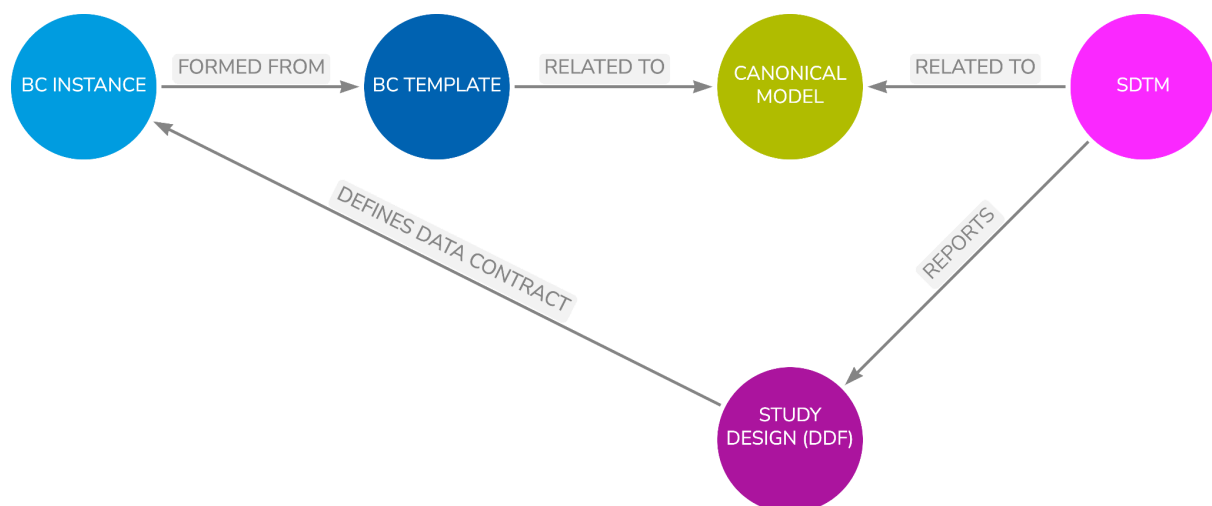 BC INSTANCE
FORMED FROM
BC TEMPLATE
RELATED TO
CANONICAL
MODEL
RELATED TO
SDTM
DEFINES DATA CONTRACT
REPORTS
STUDY
DESIGN (DDF)